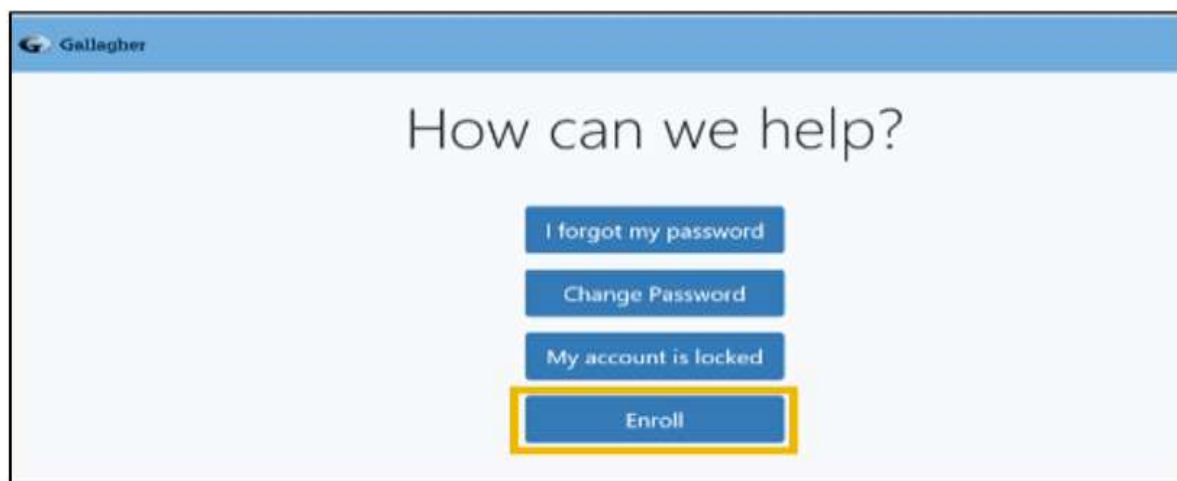 Gallagher
How can we help?
I forgot my password
Change Password
My account is locked
Enroll